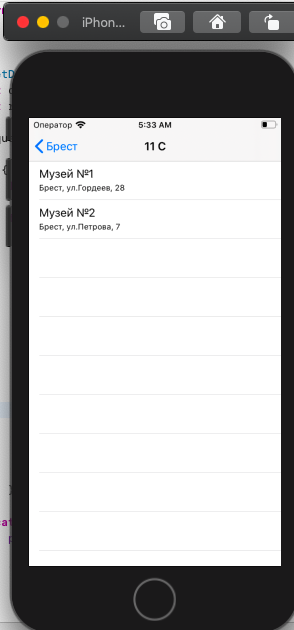 iPhon...
Оператор
5:33 AM
Брест
11 C
Музей №1
Брест, ул.Гордеев, 28
Музей №2
Брест, ул.Петрова, 7